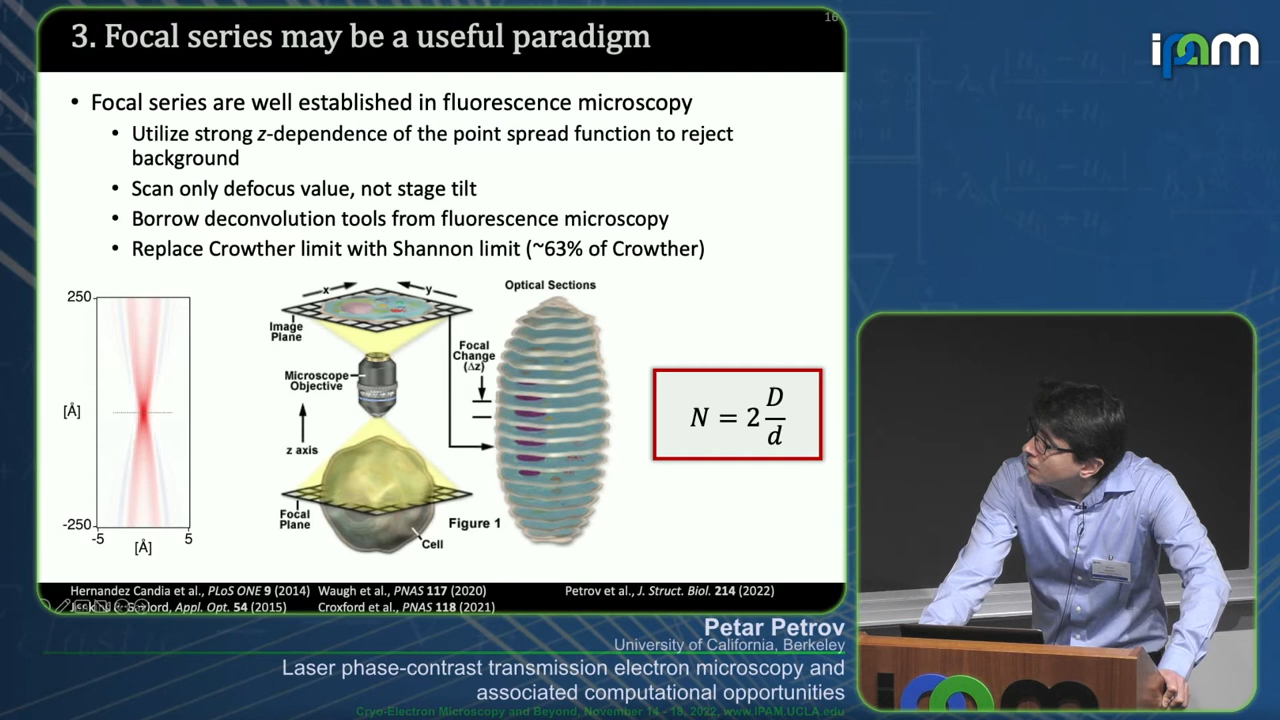 16
3. Focal series may be a useful paradigm
• Focal series are well established in fluorescence microscopy
• Utilize strong z-dependence of the point spread function to reject
background
• Scan only defocus value, not stage tilt
• Borrow deconvolution tools from fluorescence microscopy
• Replace Crowther limit with Shannon limit (~63% of Crowther)
250
[Å]
-250
-5
5
[Å]
x
y
Image
Plane
Microscope
Objective
z axis
Focal
Plane
Cell
Figure 1
Focal
Change
(Δz)
Optical Sections
N = 2 D/d
Hernandez Candia et al., PLoS ONE 9 (2014)
Waugh et al., PNAS 117 (2020)
Petrov et al., J. Struct. Biol. 214 (2022)
ord, Appl. Opt. 54 (2015)
Croxford et al., PNAS 118 (2021)
ipam
Petar Petrov
University of California, Berkeley
Laser phase-contrast transmission electron microscopy and
associated computational opportunities
Cryo-Electron Microscopy and Beyond, November 14 - 18, 2022, www.IPAM.UCLA.edu